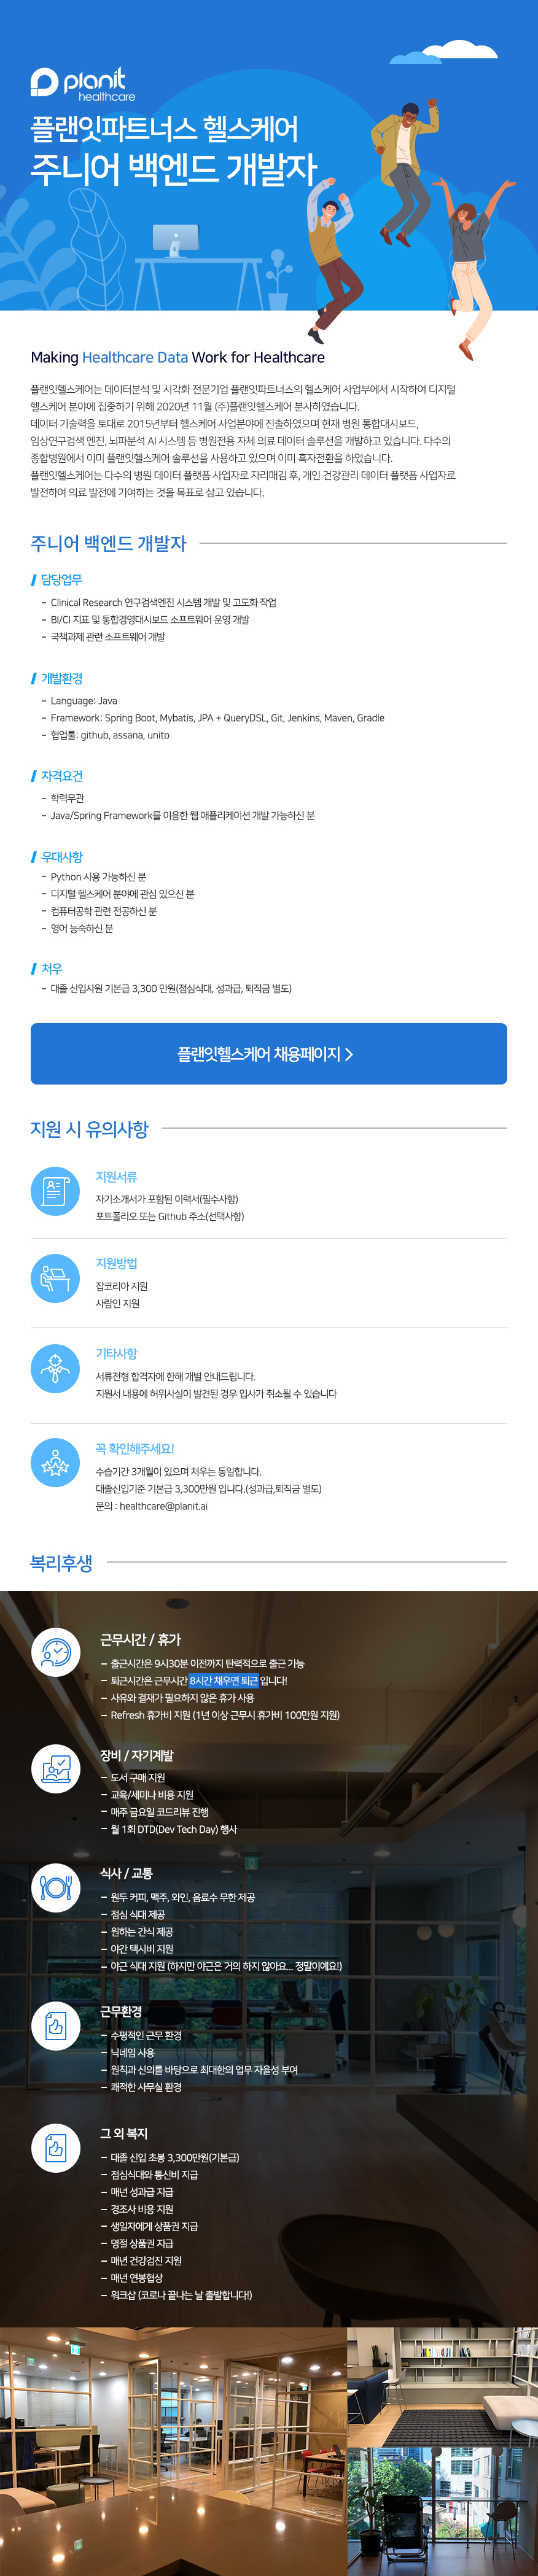 planit
healthcare
플랜잇파트너스 헬스케어
주니어 백엔드 개발자
Making Healthcare Data Work for Healthcare
플랜잇헬스케어는 데이터분석 및 시각화 전문기업 플랜잇파트너스의 헬스케어 사업부에서 시작하여 디지털
헬스케어 분야에 집중하기 위해 2020년 11월 (주)플랜잇헬스케어 분사하였습니다.
데이터 기술력을 토대로 2015년부터 헬스케어 사업분야에 진출하였으며 현재 병원 통합대시보드,
임상연구검색 엔진, 뇌파분석 AI 시스템 등 병원전용 자체 의료 데이터 솔루션을 개발하고 있습니다. 다수의
종합병원에서 이미 플랜잇헬스케어 솔루션을 사용하고 있으며 이미 흑자전환을 하였습니다.
플랜잇헬스케어는 다수의 병원 데이터 플랫폼 사업자로 자리매김 후, 개인 건강관리 데이터 플랫폼 사업자로
발전하여 의료 발전에 기여하는 것을 목표로 삼고 있습니다.
주니어 백엔드 개발자
담당업무
- Clinical Research 연구검색엔진 시스템 개발 및 고도화 작업
- BI/CI 지표 및 통합경영대시보드 소프트웨어 운영 개발
- 국책과제 관련 소프트웨어 개발
개발환경
- Language: Java
- Framework: Spring Boot, Mybatis, JPA + QueryDSL, Git, Jenkins, Maven, Gradle
- 협업툴: github, assana, unito
자격요건
- 학력무관
- Java/Spring Framework를 이용한 웹 애플리케이션 개발 가능하신 분
우대사항
- Python 사용 가능하신 분
- 디지털 헬스케어 분야에 관심 있으신 분
- 컴퓨터공학 관련 전공하신 분
- 영어 능숙하신 분
처우
- 대졸 신입사원 기본급 3,300 만원(점심식대, 성과급, 퇴직금 별도)
플랜잇헬스케어 채용페이지 >
지원 시 유의사항
지원서류
자기소개서가 포함된 이력서(필수사항)
포트폴리오 또는 Github 주소(선택사항)
지원방법
잡코리아 지원
사람인 지원
기타사항
서류전형 합격자에 한해 개별 안내드립니다.
지원서 내용에 허위사실이 발견된 경우 입사가 취소될 수 있습니다
꼭 확인해주세요!
수습기간 3개월이 있으며 처우는 동일합니다.
대졸신입기준 기본급 3,300만원 입니다.(성과급,퇴직금 별도)
문의 : healthcare@planit.ai
복리후생
근무시간 / 휴가
- 출근시간은 9시30분 이전까지 탄력적으로 출근 가능
- 퇴근시간은 근무시간 8시간 채우면 퇴근 입니다!
- 사유와 결재가 필요하지 않은 휴가 사용
- Refresh 휴가비 지원 (1년 이상 근무시 휴가비 100만원 지원)
장비 / 자기계발
- 도서 구매 지원
- 교육/세미나 비용 지원
- 매주 금요일 코드리뷰 진행
- 월 1회 DTD(Dev Tech Day) 행사
식사 / 교통
- 원두 커피, 맥주, 와인, 음료수 무한 제공
- 점심 식대 제공
- 원하는 간식 제공
- 야간 택시비 지원
- 야근 식대 지원 (하지만 야근은 거의 하지 않아요... 정말이예요!)
근무환경
- 수평적인 근무 환경
- 닉네임 사용
- 원칙과 신의를 바탕으로 최대한의 업무 자율성 부여
- 쾌적한 사무실 환경
그 외 복지
- 대졸 신입 초봉 3,300만원(기본급)
- 점심식대와 통신비 지급
- 매년 성과급 지급
- 경조사 비용 지원
- 생일자에게 상품권 지급
- 명절 상품권 지급
- 매년 건강검진 지원
- 매년 연봉협상
- 워크샵 (코로나 끝나는 날 출발합니다!)